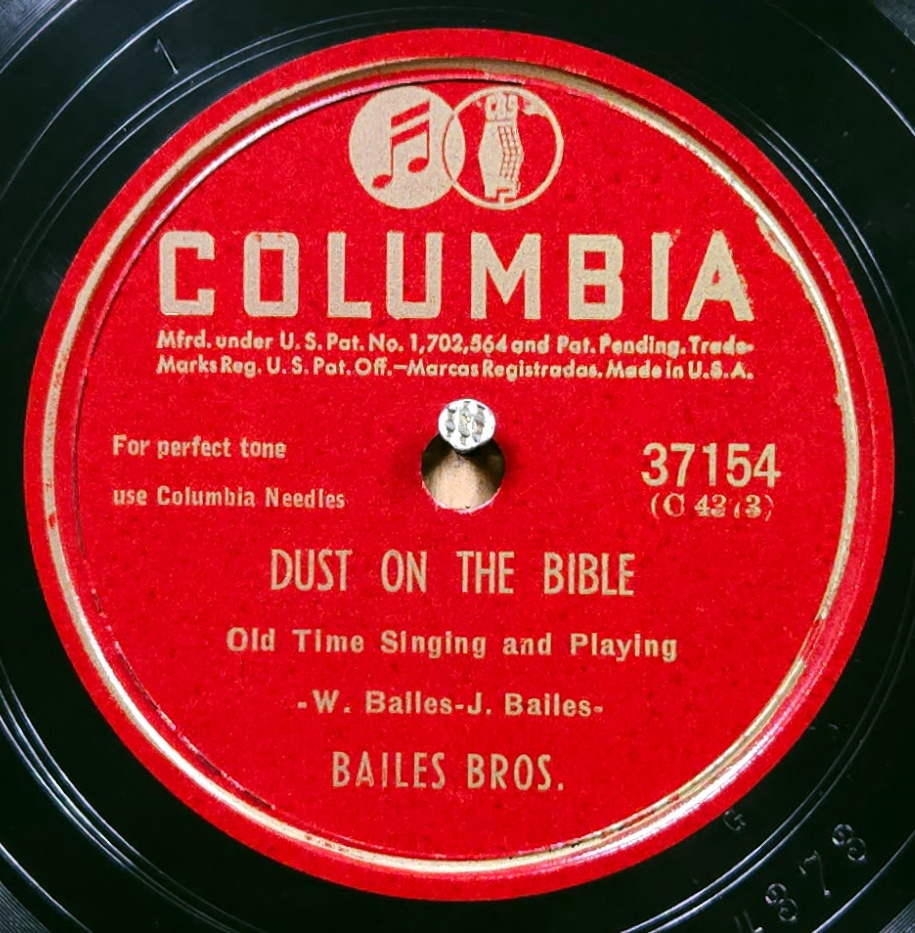 1
CBS
COLUMBIA
Mfrd. under U. S. Pat. No. 1,702,564 and Pat. Pending. Trade-
Marks Reg. U. S. Pat. Off.—Marcas Registradas. Made in U.S.A.
For perfect tone
use Columbia Needles
37154
DUST ON THE BIBLE
Old Time Singing and Playing
-W. Bailes-J. Bailes-
BAILES BROS.
G